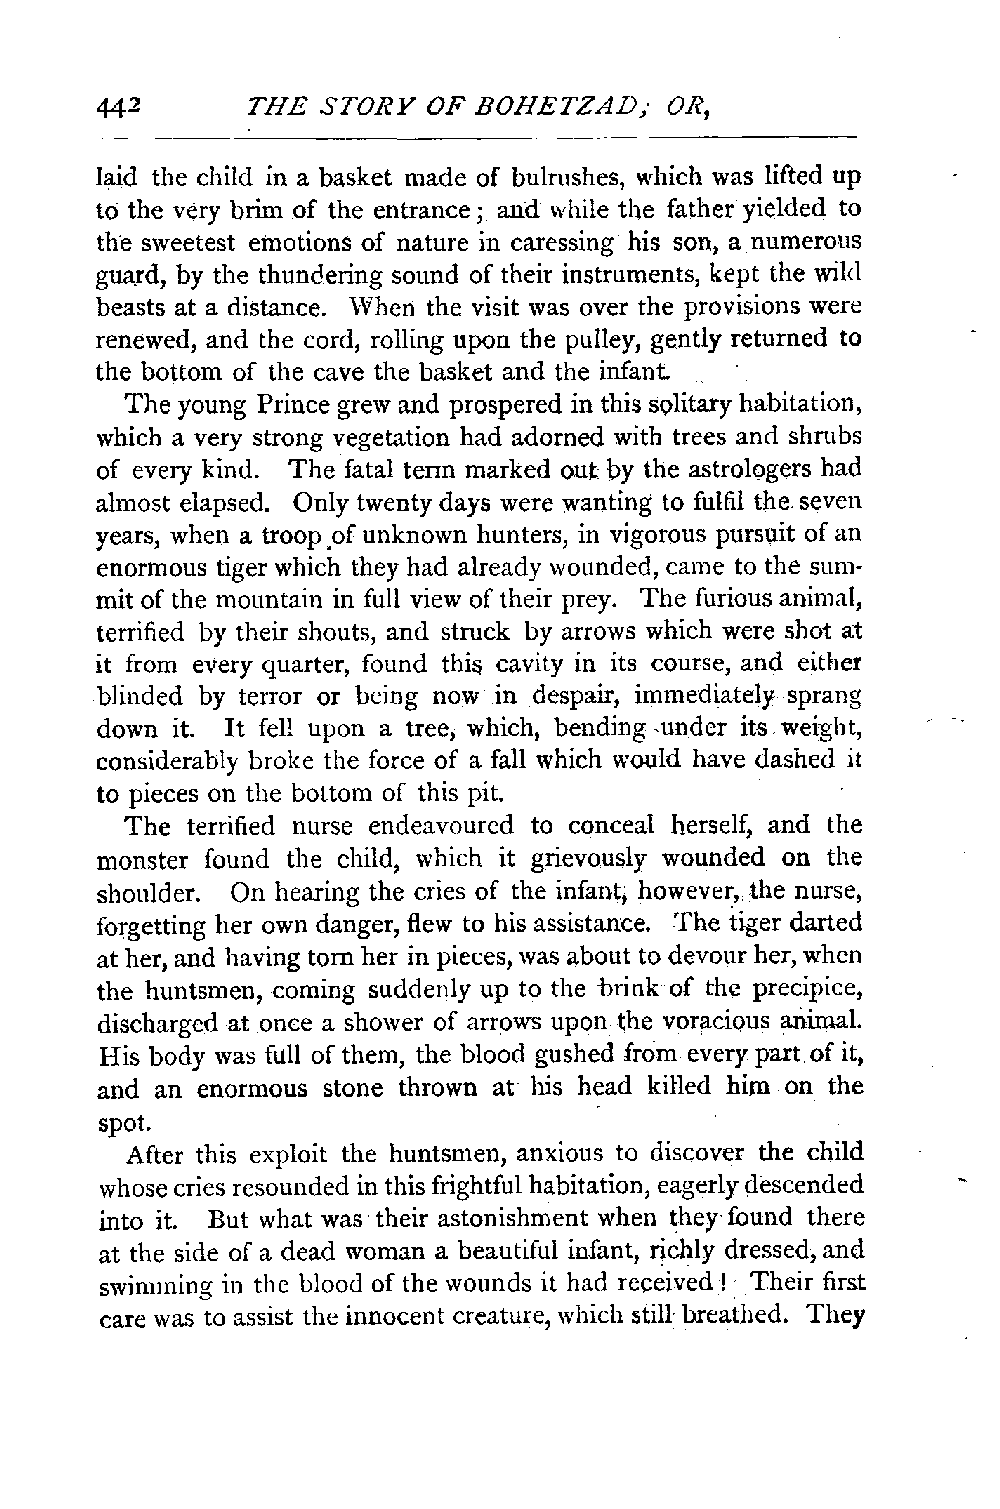 442 THE STORY OF BOHETZAD; OR,
laid the child in a basket made of bulrushes, which was lifted up
to the very brim of the entrance; and while the father yielded to
the sweetest emotions of nature in caressing his son, a numerous
guard, by the thundering sound of their instruments, kept the wild
beasts at a distance. When the visit was over the provisions were
renewed, and the cord, rolling upon the pulley, gently returned to
the bottom of the cave the basket and the infant.
The young Prince grew and prospered in this solitary habitation,
which a very strong vegetation had adorned with trees and shrubs
of every kind. The fatal term marked out by the astrologers had
almost elapsed. Only twenty days were wanting to fulfil the seven
years, when a troop of unknown hunters, in vigorous pursuit of an
enormous tiger which they had already wounded, came to the sum-
mit of the mountain in full view of their prey. The furious animal,
terrified by their shouts, and struck by arrows which were shot at
it from every quarter, found this cavity in its course, and either
blinded by terror or being now in despair, immediately sprang
down it. It fell upon a tree, which, bending under its weight,
considerably broke the force of a fall which would have dashed it
to pieces on the bottom of this pit.
The terrified nurse endeavoured to conceal herself, and the
monster found the child, which it grievously wounded on the
shoulder. On hearing the cries of the infant, however, the nurse,
forgetting her own danger, flew to his assistance. The tiger darted
at her, and having torn her in pieces, was about to devour her, when
the huntsmen, coming suddenly up to the brink of the precipice,
discharged at once a shower of arrows upon the voracious animal.
His body was full of them, the blood gushed from every part of it,
and an enormous stone thrown at his head killed him on the
spot.
After this exploit the huntsmen, anxious to discover the child
whose cries resounded in this frightful habitation, eagerly descended
into it. But what was their astonishment when they found there
at the side of a dead woman a beautiful infant, richly dressed, and
swimming in the blood of the wounds it had received! Their first
care was to assist the innocent creature, which still breathed. They